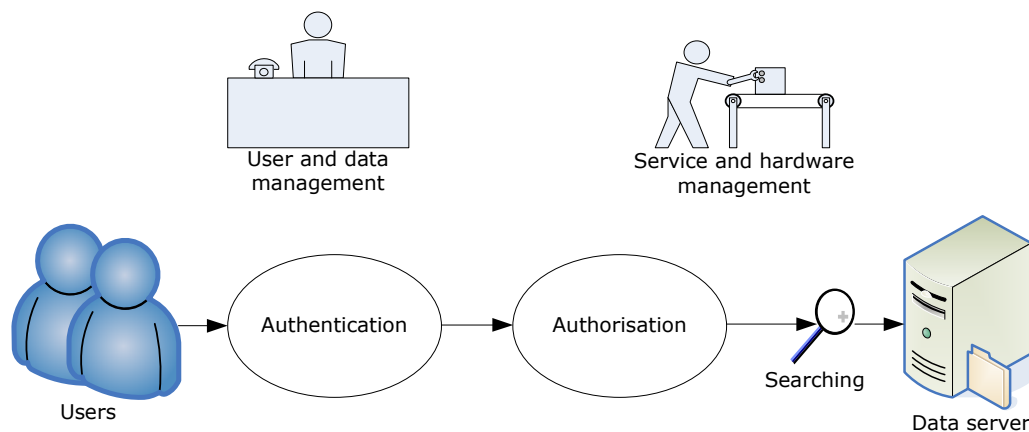 User and data
management
Service and hardware
management
Authentication
Authorisation
Searching
Users
Data server